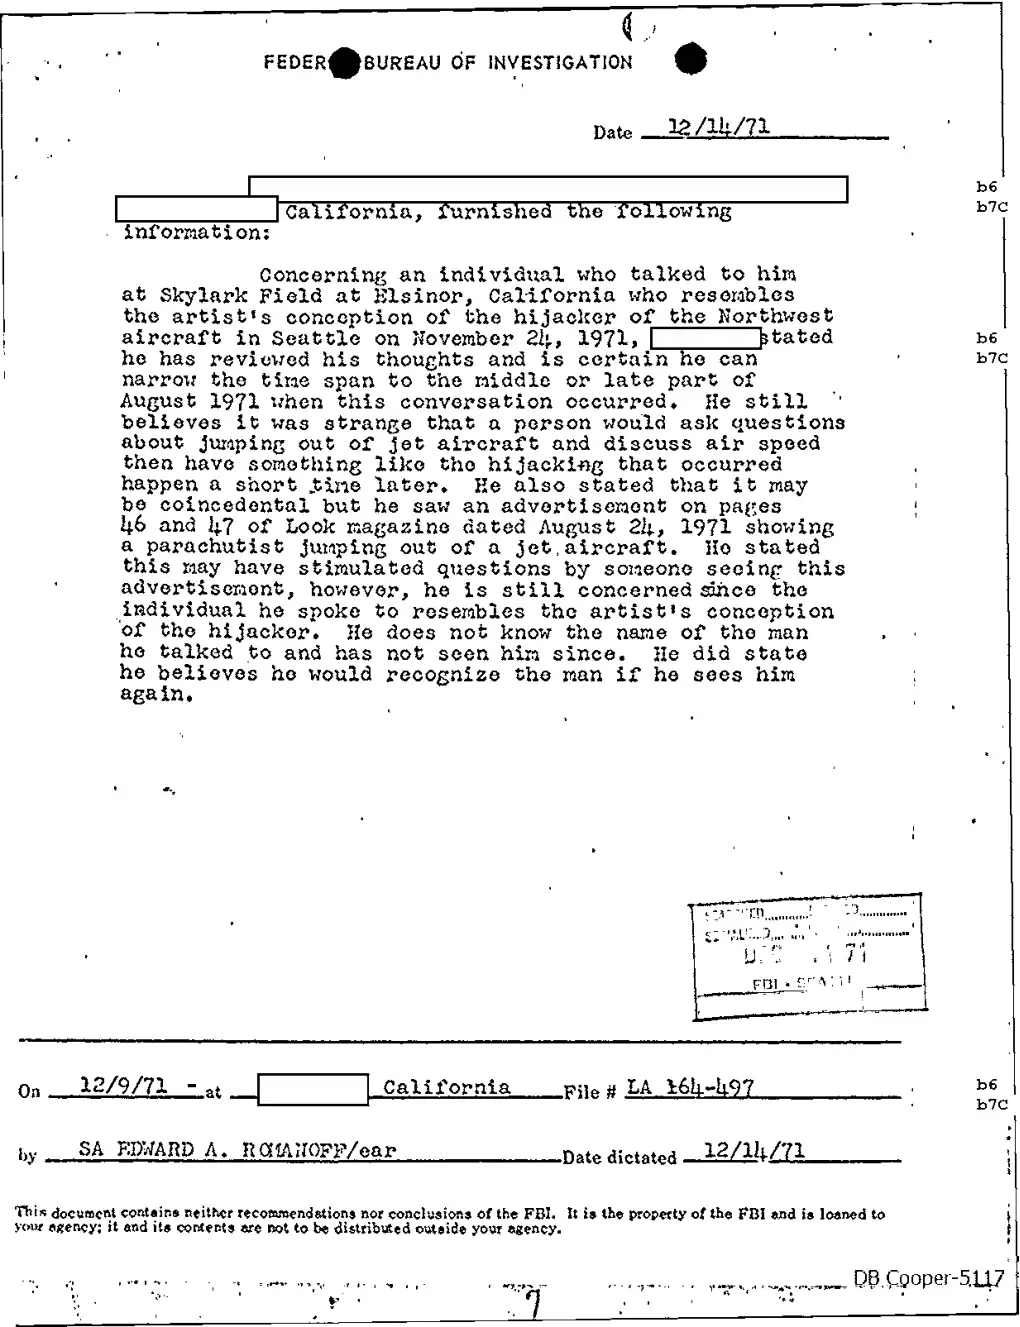 FEDER BUREAU OF INVESTIGATION
Date 12/14/71
b6
b7C
California, furnished the following
information:
Concerning an individual who talked to him
at Skylark Field at Elsinor, California who resembles
the artist's conception of the hijacker of the Northwest
aircraft in Seattle on November 24, 1971, stated
b6
he has reviewed his thoughts and is certain he can
b7C
narrow the time span to the middle or late part of
August 1971 when this conversation occurred. He still
believes it was strange that a person would ask questions
about jumping out of jet aircraft and discuss air speed
then have something like the hijacking that occurred
happen a short time later. He also stated that it may
be coincedental but he saw an advertisement on pages
46 and 47 of Look magazine dated August 24, 1971 showing
a parachutist jumping out of a jet aircraft. He stated
this may have stimulated questions by someone seeing this
advertisement, however, he is still concerned since the
individual he spoke to resembles the artist's conception
of the hijacker. He does not know the name of the man
he talked to and has not seen him since. He did state
he believes he would recognize the man if he sees him
again.
71
FBI - SEATTLE
On 12/9/71 - at California File # LA 164-497
b6
b7C
by SA EDWARD A. ROMANOFF/ear Date dictated 12/14/71
This document contains neither recommendations nor conclusions of the FBI. It is the property of the FBI and is loaned to
your agency; it and its contents are not to be distributed outside your agency.
DB Cooper-5117
7